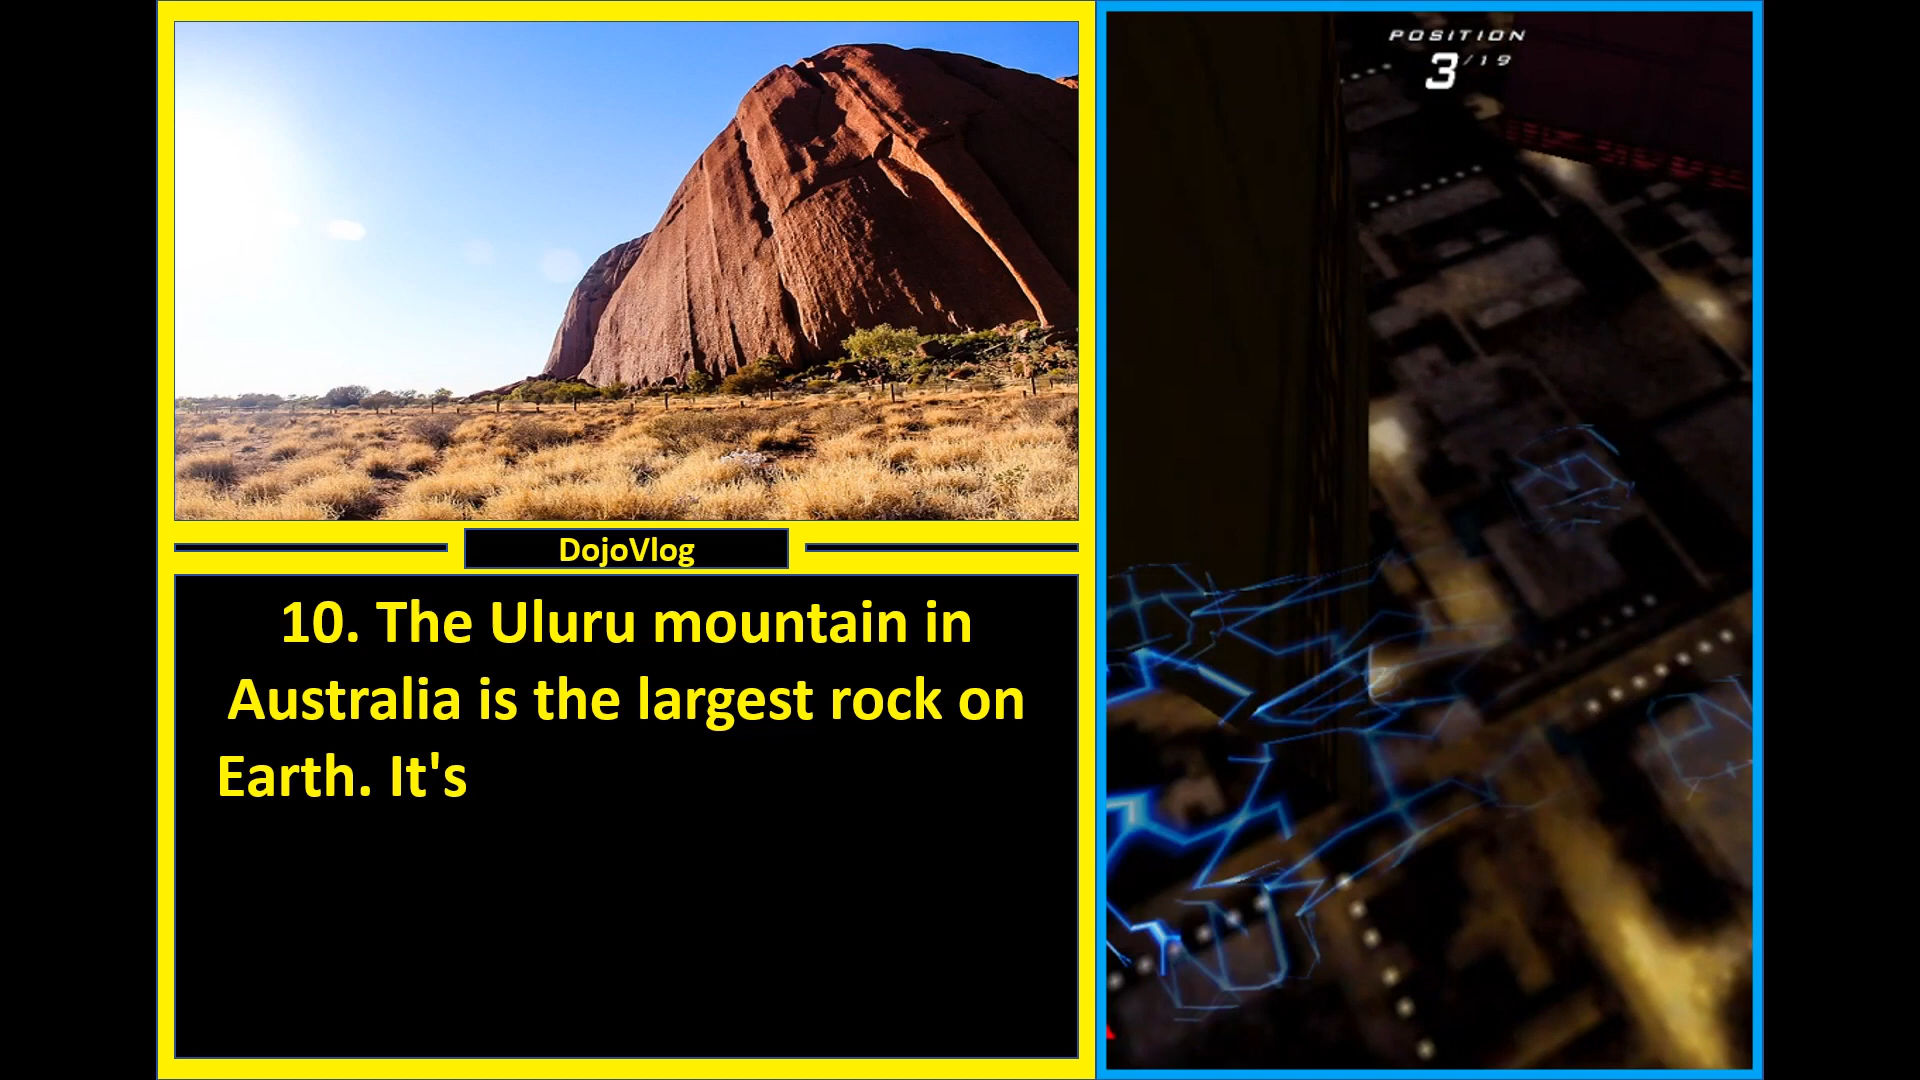 POSITION
3/19
DojoVlog
10. The Uluru mountain in
Australia is the largest rock on
Earth. It's